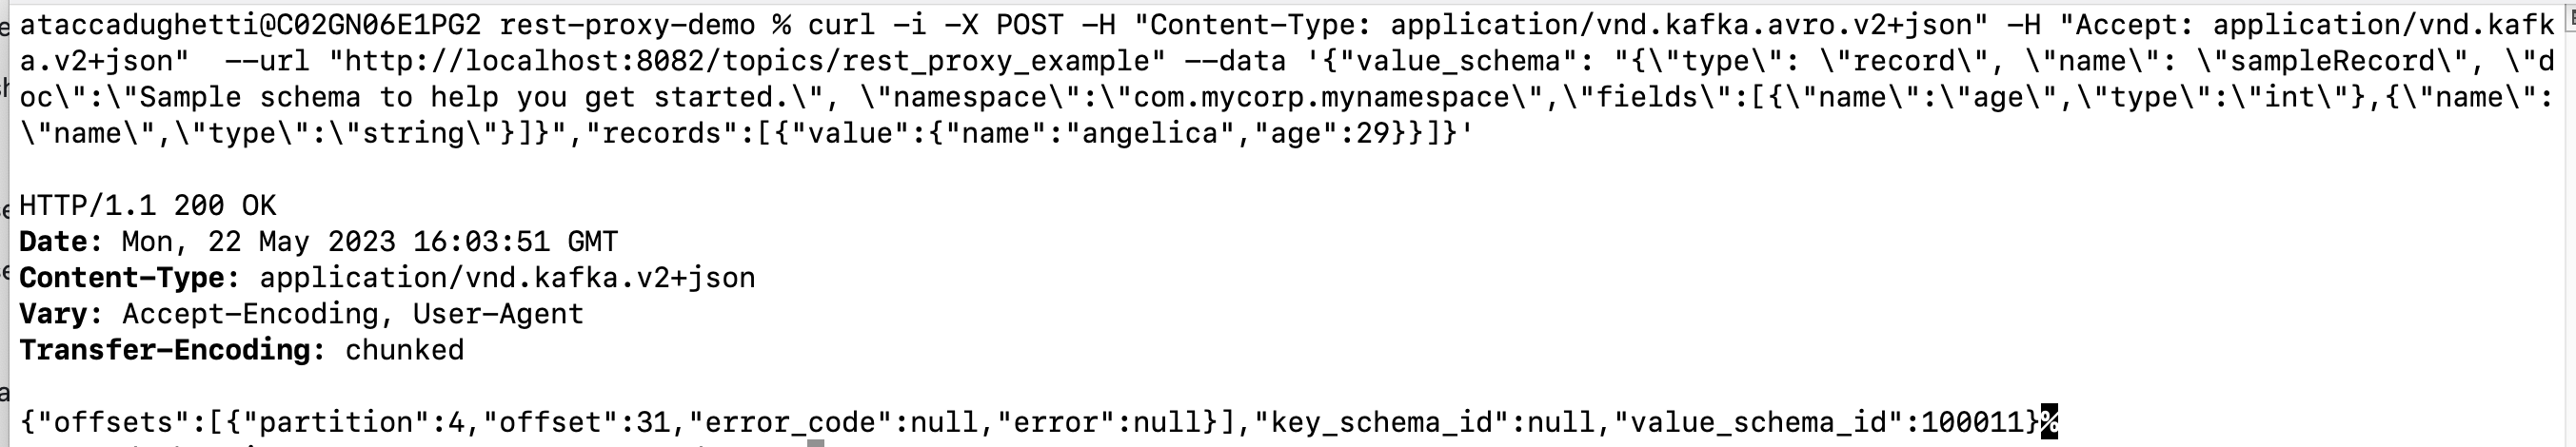 ataccadughetti@C02GN06E1PG2 rest-proxy-demo % curl -i -X POST -H "Content-Type: application/vnd.kafka.avro.v2+json" -H "Accept: application/vnd.kafk
a.v2+json"  --url "http://localhost:8082/topics/rest_proxy_example" --data '{"value_schema": "{\"type\": \"record\", \"name\": \"sampleRecord\", \"d
oc\":\"Sample schema to help you get started.\", \"namespace\":\"com.mycorp.mynamespace\",\"fields\":[{\"name\":\"age\",\"type\":\"int\"},{\"name\":
\"name\",\"type\":\"string\"}]}","records":[{"value":{"name":"angelica","age":29}}]}'
HTTP/1.1 200 OK
Date: Mon, 22 May 2023 16:03:51 GMT
Content-Type: application/vnd.kafka.v2+json
Vary: Accept-Encoding, User-Agent
Transfer-Encoding: chunked
{"offsets":[{"partition":4,"offset":31,"error_code":null,"error":null}],"key_schema_id":null,"value_schema_id":100011}%